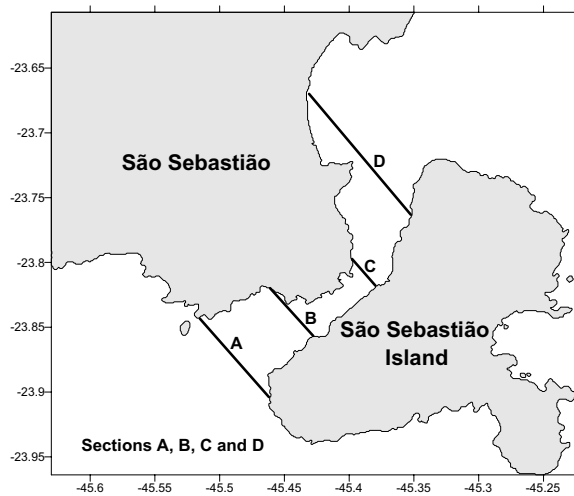 -23.65
-23.7
-23.75
-23.8
-23.85
-23.9
-23.95
São Sebastião
D
C
B
A
São Sebastião
Island
Sections A, B, C and D
-45.6 -45.55 -45.5 -45.45 -45.4 -45.35 -45.3 -45.25